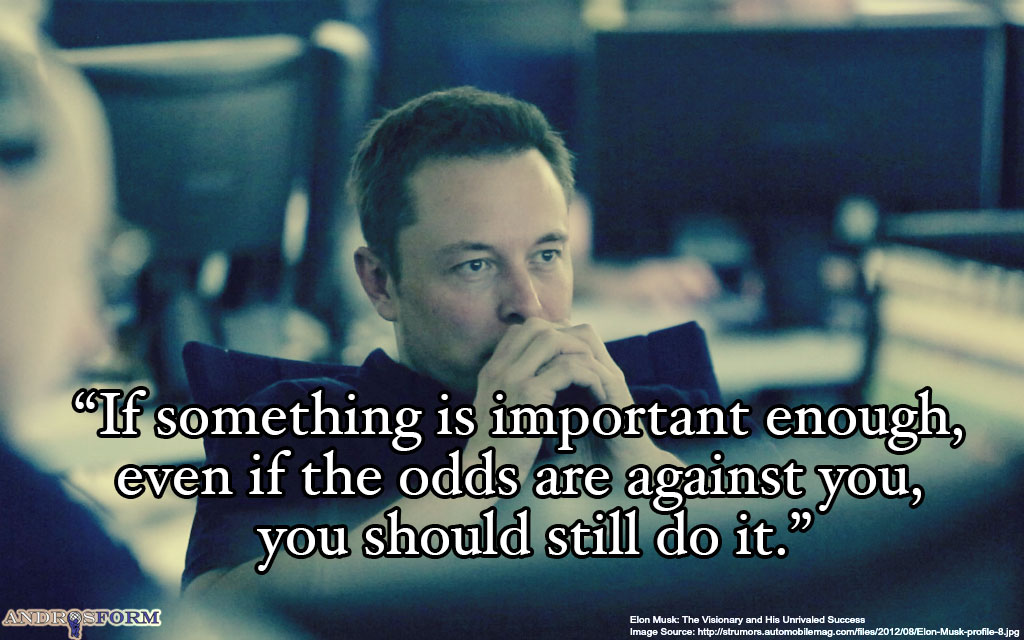 “If something is important enough,
even if the odds are against you,
you should still do it.”
ANDROSFORM
Elon Musk: The Visionary and His Unrivaled Success
Image Source: http://strumors.automobilemag.com/files/2012/08/Elon-Musk-profile-8.jpg